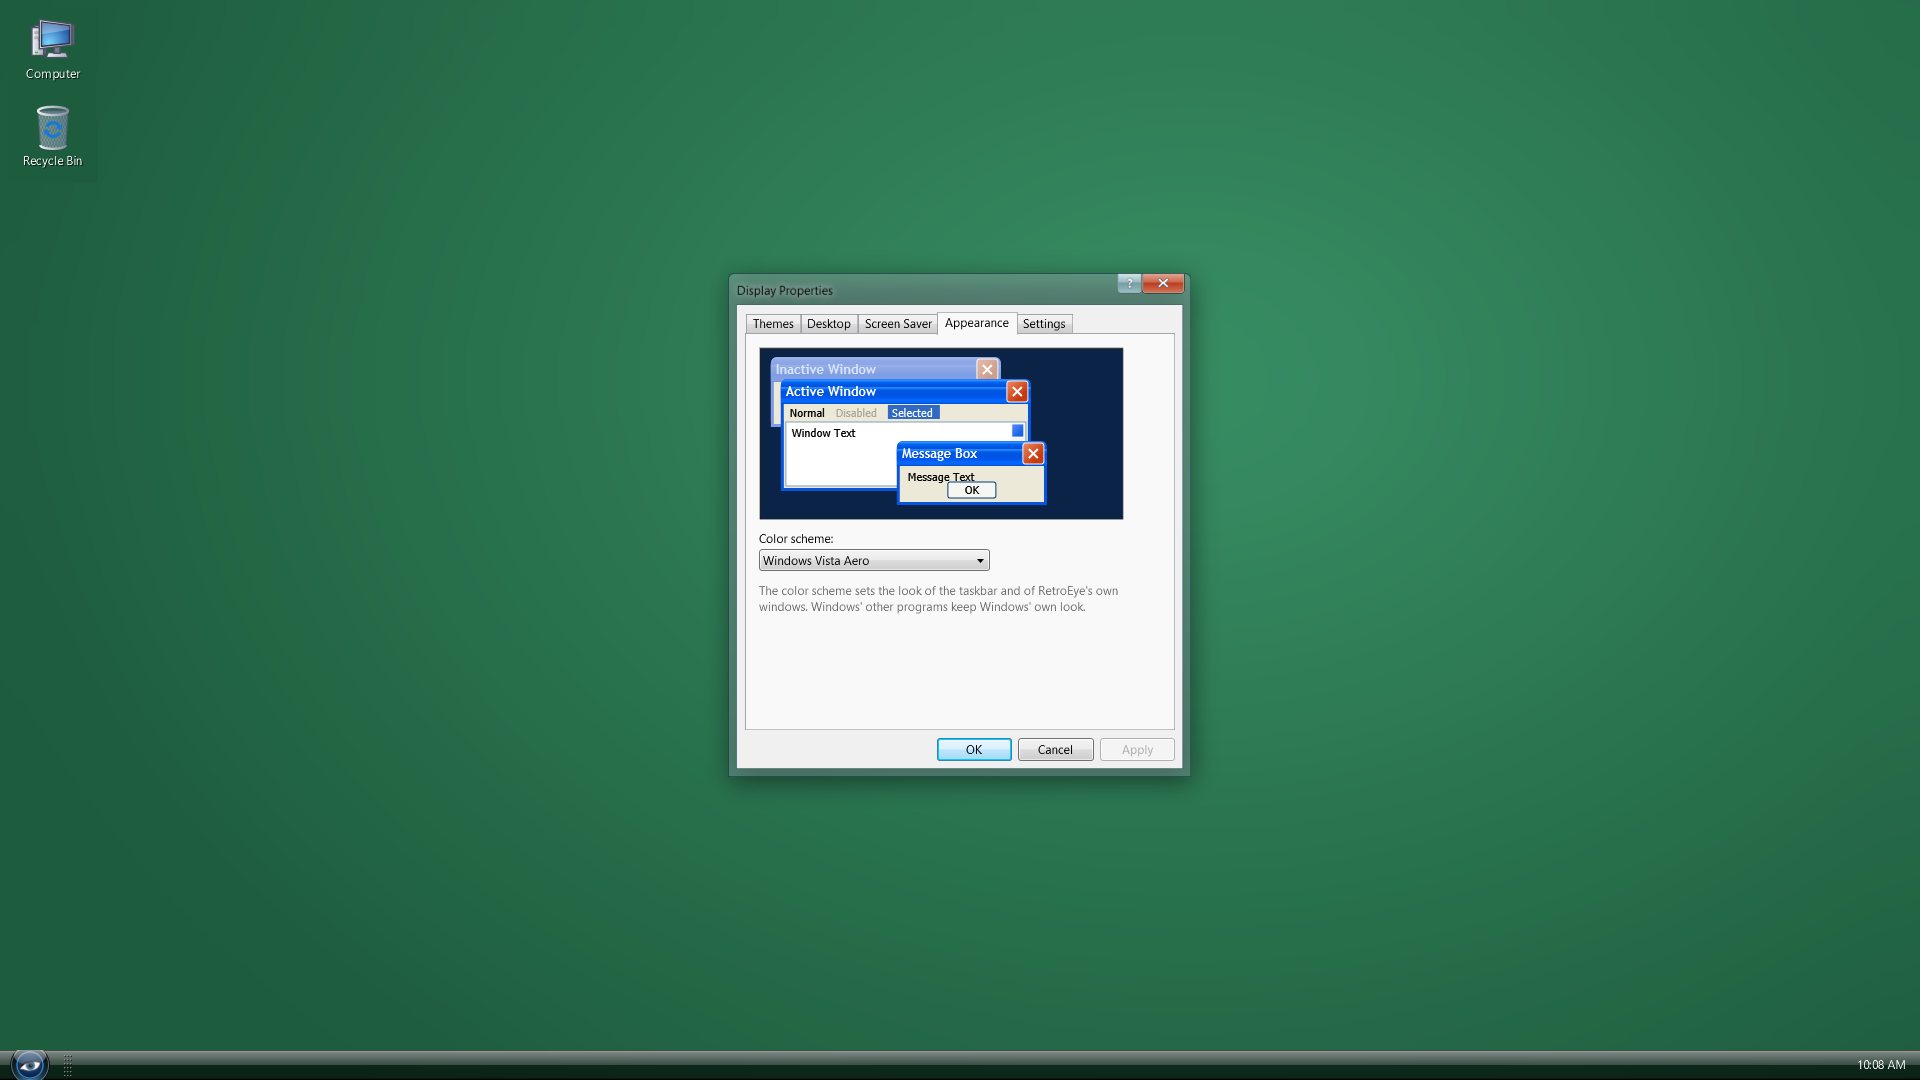 Computer
Recycle Bin
Display Properties
?
Themes Desktop Screen Saver Appearance Settings
Inactive Window
Active Window
Normal Disabled Selected
Window Text
Message Box
Message Text
OK
Color scheme:
Windows Vista Aero
The color scheme sets the look of the taskbar and of RetroEye's own
windows. Windows' other programs keep Windows' own look.
OK Cancel Apply
10:08 AM